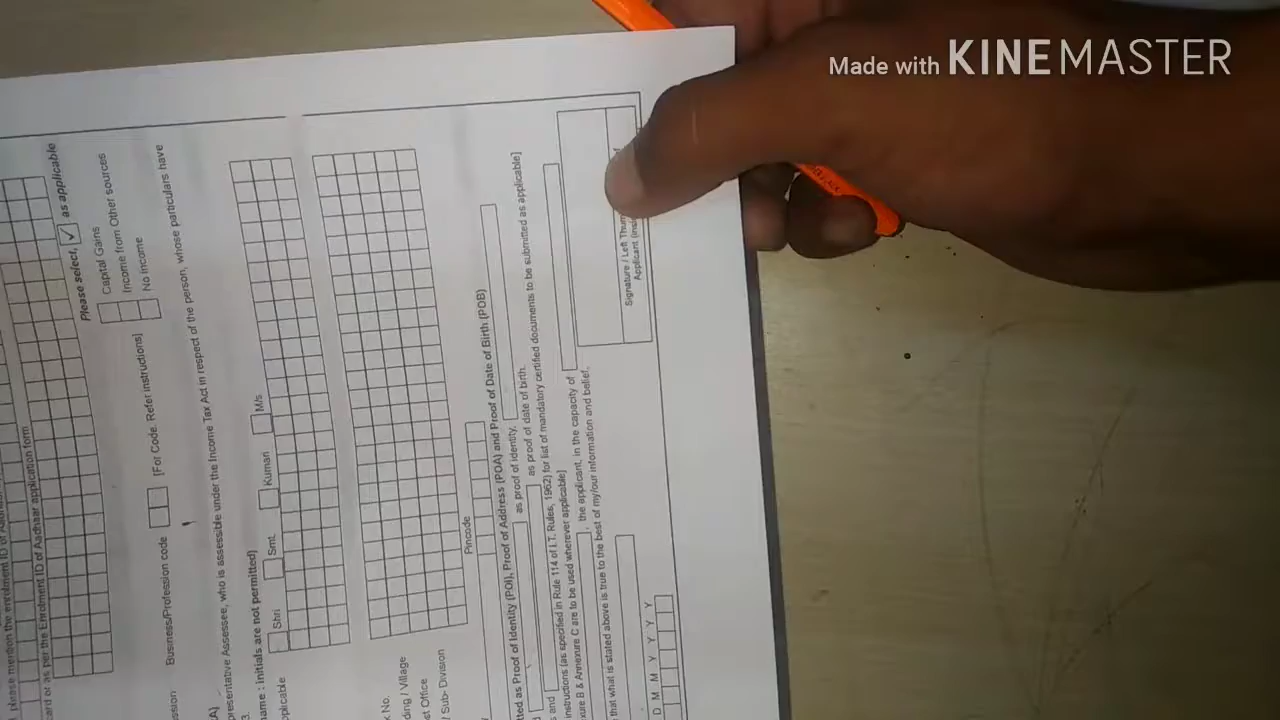 Made with KINEMASTER
please mention the enrolment ID of
card or as per the Enrolment ID of Aadhaar application form
Please select, ✓ as applicable
Capital Gains
Business/Profession code [For Code. Refer instructions]
Income from Other sources
No income
presentative Assessee, who is assessible under the Income Tax Act in respect of the person, whose particulars have
name : initials are not permitted]
plicable Shri Smt. Kumari M/s
No.
ding / Village
st Office
/ Sub- Division
Pincode
tted as Proof of Identity (POI), Proof of Address (POA) and Proof of Date of Birth (POB)
as proof of identity,
and as proof of date of birth.
instructions (as specified in Rule 114 of I.T. Rules, 1962) for list of mandatory certified documents to be submitted as applicable]
xure B & Annexure C are to be used wherever applicable]
, the applicant, in the capacity of
that what is stated above is true to the best of my/our information and belief.
D M M Y Y Y Y
Signature / Left
Applicant